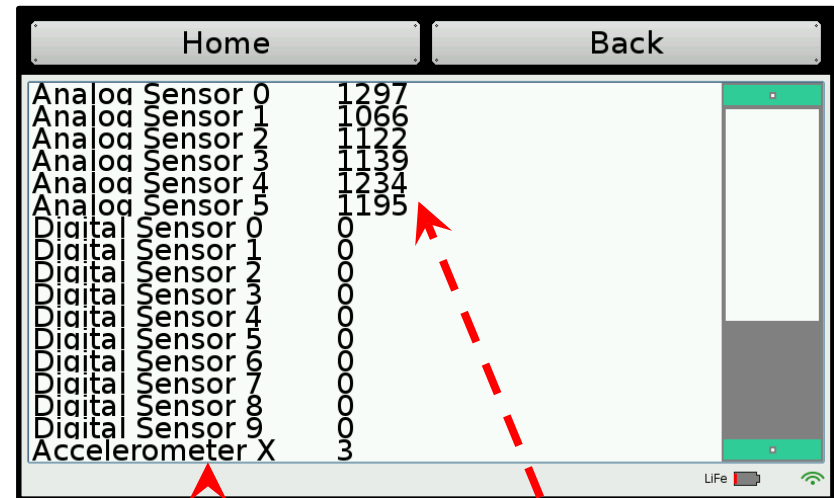 Home Back
Analog Sensor 0 1297
Analog Sensor 1 1066
Analog Sensor 2 1122
Analog Sensor 3 1139
Analog Sensor 4 1234
Analog Sensor 5 1195
Digital Sensor 0 0
Digital Sensor 1 0
Digital Sensor 2 0
Digital Sensor 3 0
Digital Sensor 4 0
Digital Sensor 5 0
Digital Sensor 6 0
Digital Sensor 7 0
Digital Sensor 8 0
Digital Sensor 9 0
Accelerometer X 3
LiFe